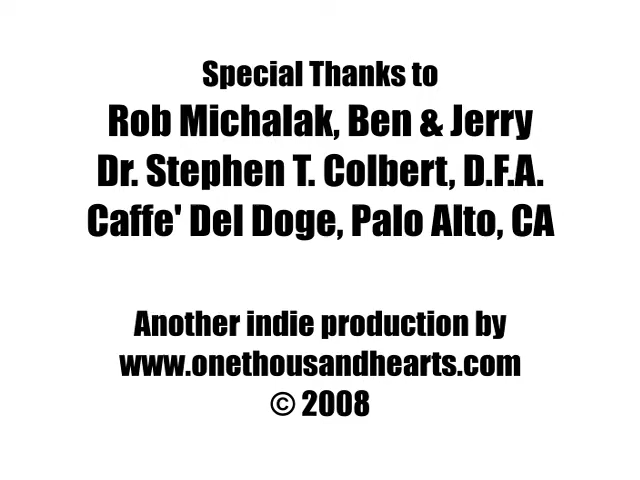 Special Thanks to
Rob Michalak, Ben & Jerry
Dr. Stephen T. Colbert, D.F.A.
Caffe' Del Doge, Palo Alto, CA
Another indie production by
www.onethousandhearts.com
© 2008